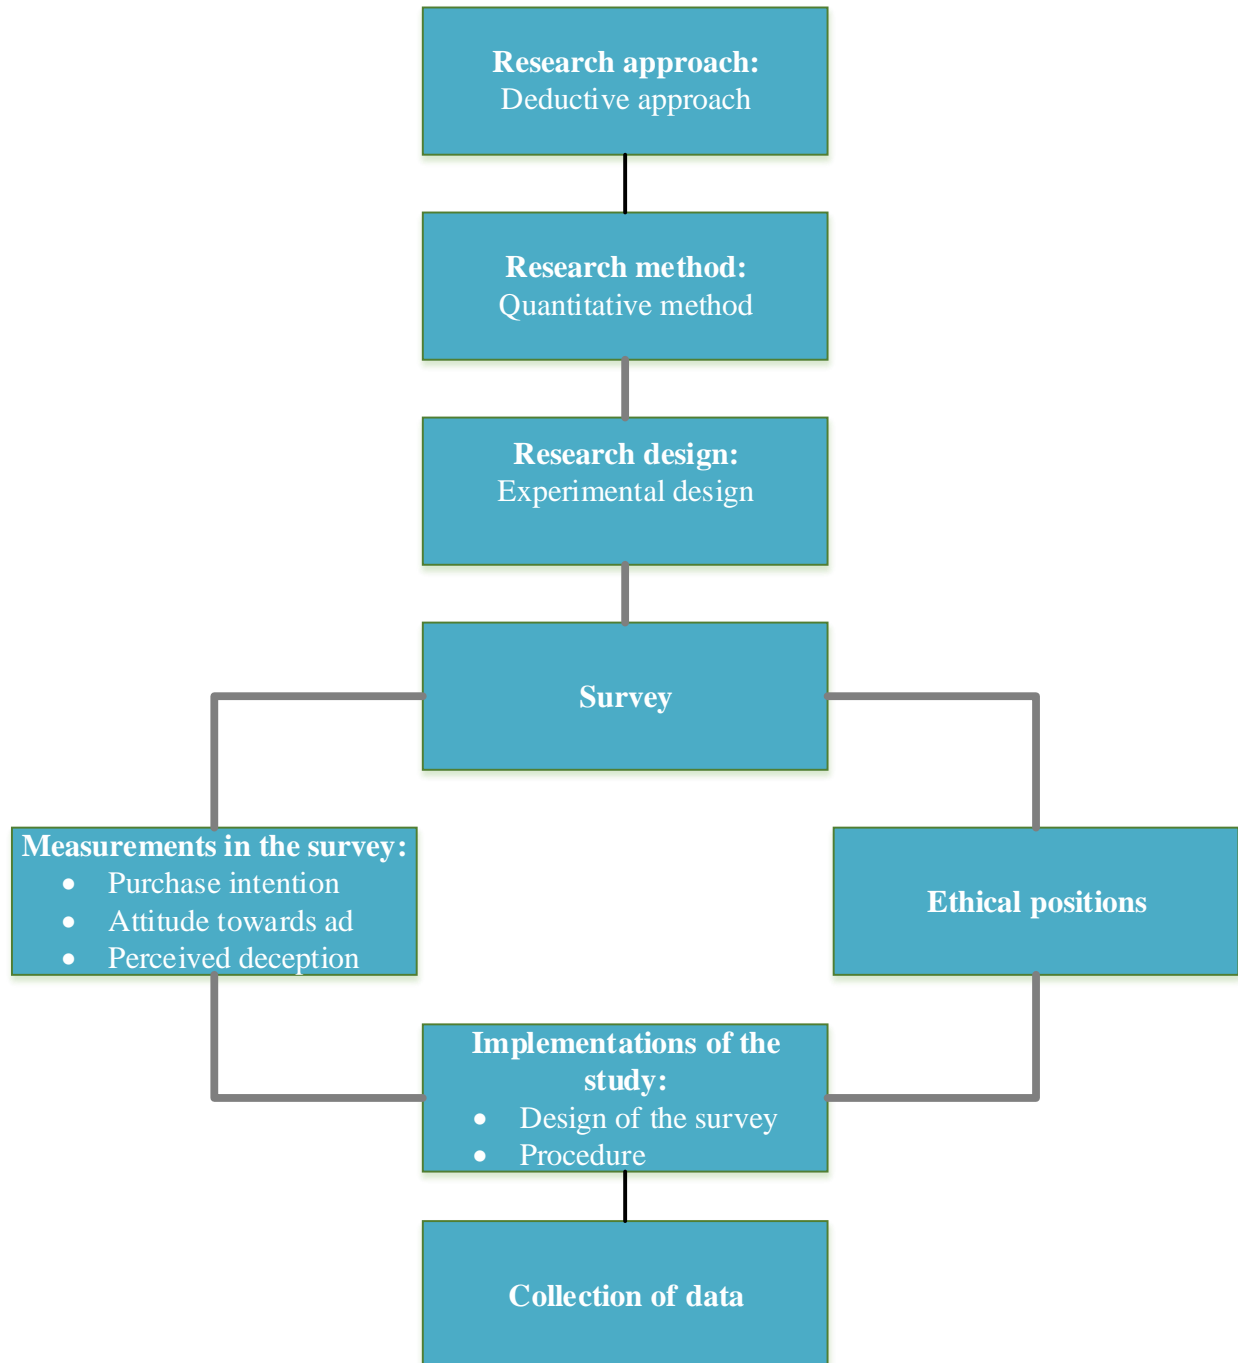 Research approach:
Deductive approach
Research method:
Quantitative method
Research design:
Experimental design
Survey
Measurements in the survey:
• Purchase intention
• Attitude towards ad
• Perceived deception
Ethical positions
Implementations of the
study:
• Design of the survey
• Procedure
Collection of data